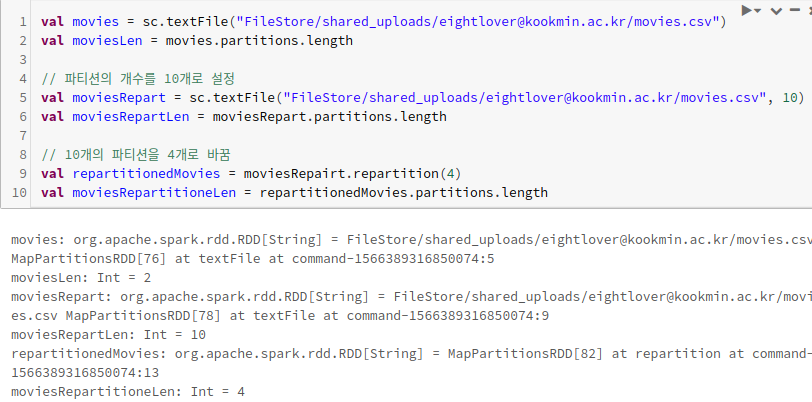 1 val movies = sc.textFile("FileStore/shared_uploads/eightlover@kookmin.ac.kr/movies.csv")
2 val moviesLen = movies.partitions.length
3
4 // 파티션의 개수를 10개로 설정
5 val moviesRepart = sc.textFile("FileStore/shared_uploads/eightlover@kookmin.ac.kr/movies.csv", 10)
6 val moviesRepartLen = moviesRepart.partitions.length
7
8 // 10개의 파티션을 4개로 바꿈
9 val repartitionedMovies = moviesRepairt.repartition(4)
10 val moviesRepartitioneLen = repartitionedMovies.partitions.length
movies: org.apache.spark.rdd.RDD[String] = FileStore/shared_uploads/eightlover@kookmin.ac.kr/movies.csv
MapPartitionsRDD[76] at textFile at command-1566389316850074:5
moviesLen: Int = 2
moviesRepart: org.apache.spark.rdd.RDD[String] = FileStore/shared_uploads/eightlover@kookmin.ac.kr/movi
es.csv MapPartitionsRDD[78] at textFile at command-1566389316850074:9
moviesRepartLen: Int = 10
repartitionedMovies: org.apache.spark.rdd.RDD[String] = MapPartitionsRDD[82] at repartition at command-
1566389316850074:13
moviesRepartitioneLen: Int = 4